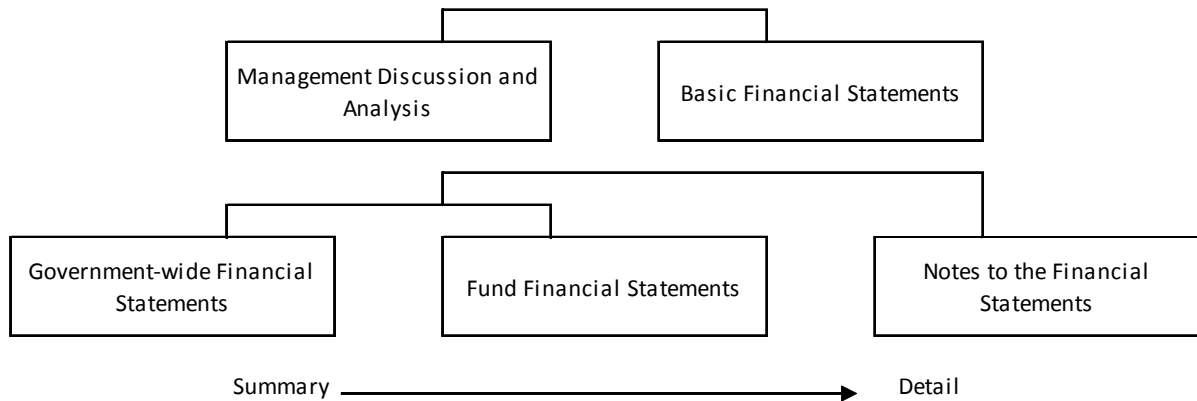 Management Discussion and
Analysis
Basic Financial Statements
Government-wide Financial
Statements
Fund Financial Statements
Notes to the Financial
Statements
Summary
Detail